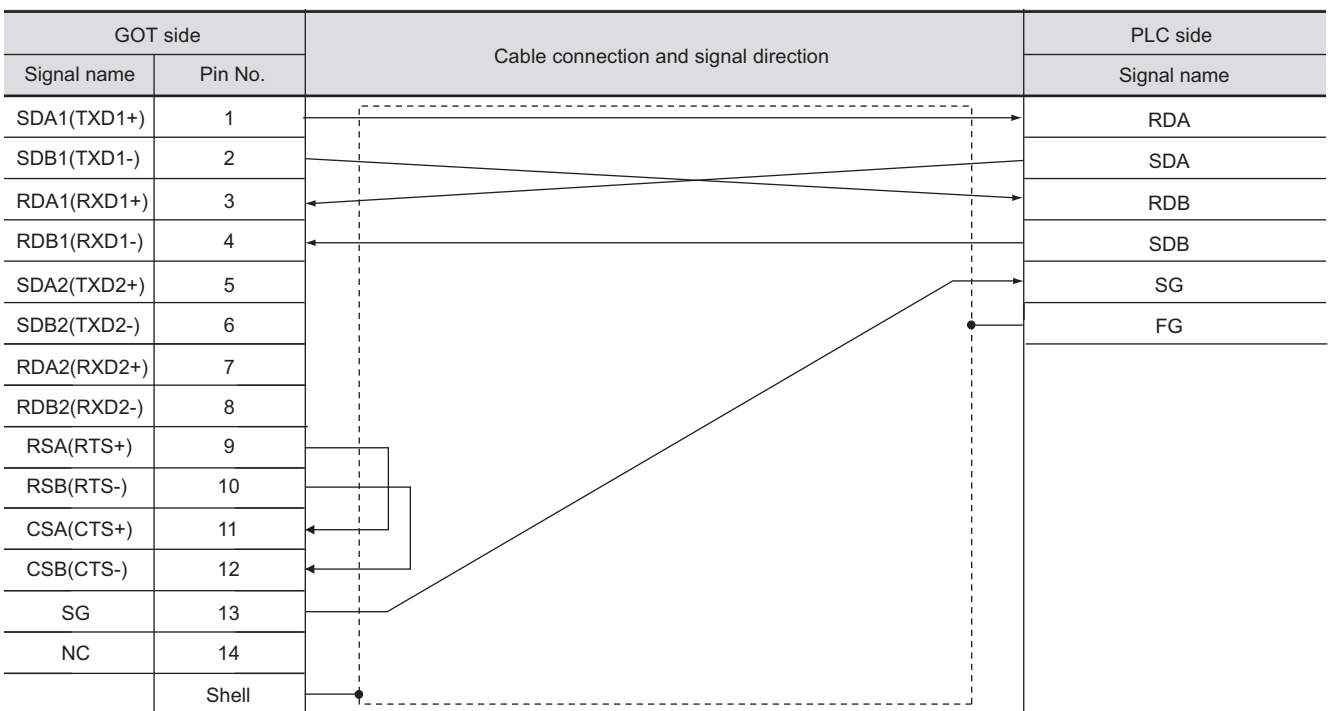 GOT side Cable connection and signal direction PLC side
Signal name Pin No. Signal name
SDA1(TXD1+) 1 RDA
SDB1(TXD1-) 2 SDA
RDA1(RXD1+) 3 RDB
RDB1(RXD1-) 4 SDB
SDA2(TXD2+) 5 SG
SDB2(TXD2-) 6 FG
RDA2(RXD2+) 7
RDB2(RXD2-) 8
RSA(RTS+) 9
RSB(RTS-) 10
CSA(CTS+) 11
CSB(CTS-) 12
SG 13
NC 14
Shell